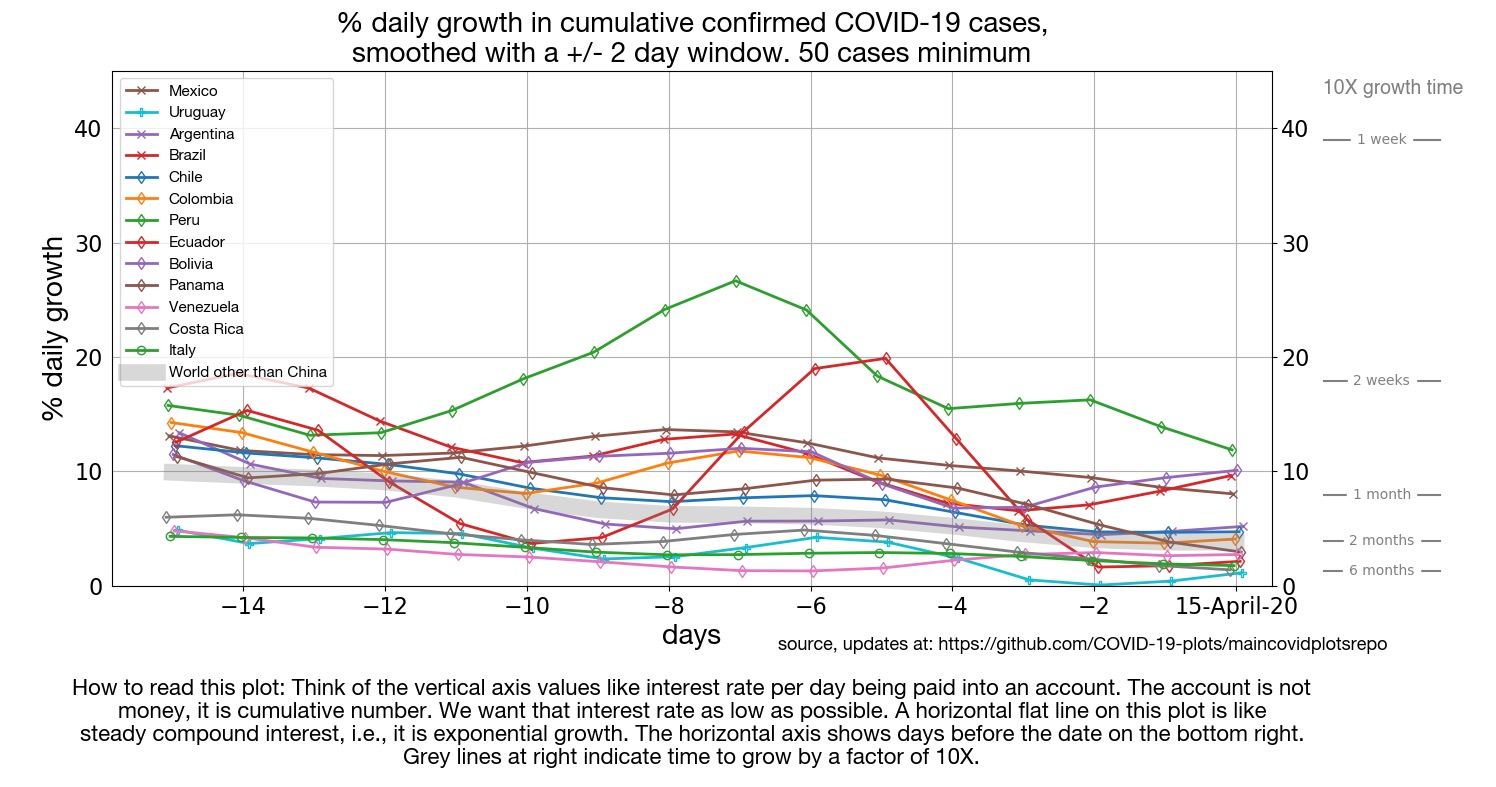 % daily growth in cumulative confirmed COVID-19 cases,
smoothed with a +/- 2 day window. 50 cases minimum
10X growth time
Mexico
Uruguay
Argentina
Brazil
Chile
Colombia
Peru
Ecuador
Bolivia
Panama
Venezuela
Costa Rica
Italy
World other than China
% daily growth
40
30
20
10
0
40
30
20
10
0
1 week
2 weeks
1 month
2 months
6 months
−14
−12
−10
−8
−6
−4
−2
15-April-20
days
source, updates at: https://github.com/COVID-19-plots/maincovidplotsrepo
How to read this plot: Think of the vertical axis values like interest rate per day being paid into an account. The account is not
money, it is cumulative number. We want that interest rate as low as possible. A horizontal flat line on this plot is like
steady compound interest, i.e., it is exponential growth. The horizontal axis shows days before the date on the bottom right.
Grey lines at right indicate time to grow by a factor of 10X.